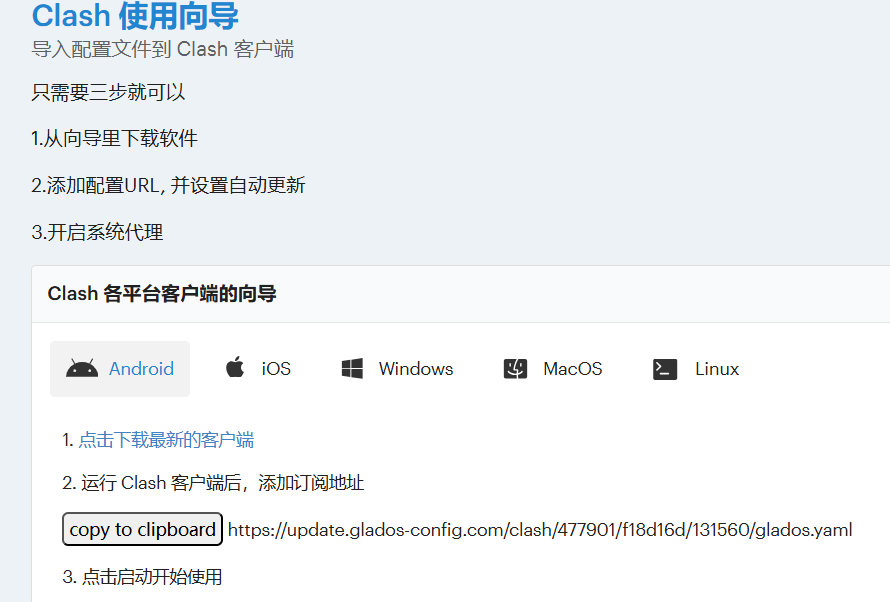 Clash 使用向导
导入配置文件到 Clash 客户端
只需要三步就可以
1.从向导里下载软件
2.添加配置URL, 并设置自动更新
3.开启系统代理
Clash 各平台客户端的向导
Android iOS Windows MacOS Linux
1. 点击下载最新的客户端
2. 运行 Clash 客户端后，添加订阅地址
copy to clipboard https://update.glados-config.com/clash/477901/f18d16d/131560/glados.yaml
3. 点击启动开始使用